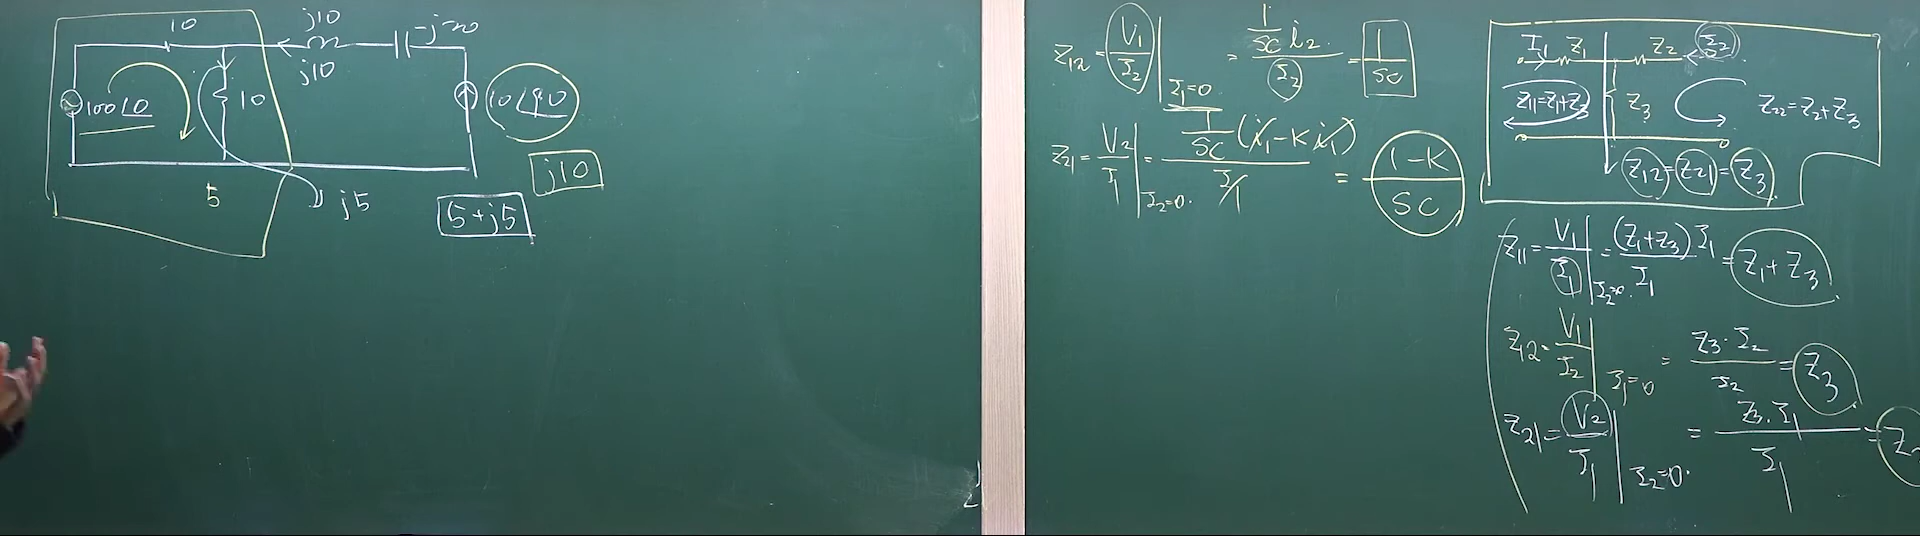 10
j10
-j20
j10
100∠0
10
10∠90
j10
5
j5
5+j5
Z12 = V1/I2 | I1=0 = (1/SC) i2 / I2 = 1/SC
Z21 = V2/I1 | I2=0. = (1/SC)(i1-Ki1) / I1 = (1-K)/SC
I1 Z1 Z2 I2
Z11=Z1+Z3 Z3 Z22=Z2+Z3
Z12=Z21=Z3
Z11 = V1/I1 | I2=0. = (Z1+Z3) I1 / I1 = Z1+Z3
Z12 = V1/I2 | I1=0 = Z3·I2 / I2 = Z3
Z21 = V2/I1 | I2=0. = Z3·I1 / I1 =